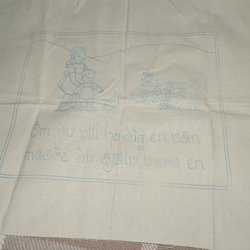 Om du vill ha dig en vän
måste du själv vara en